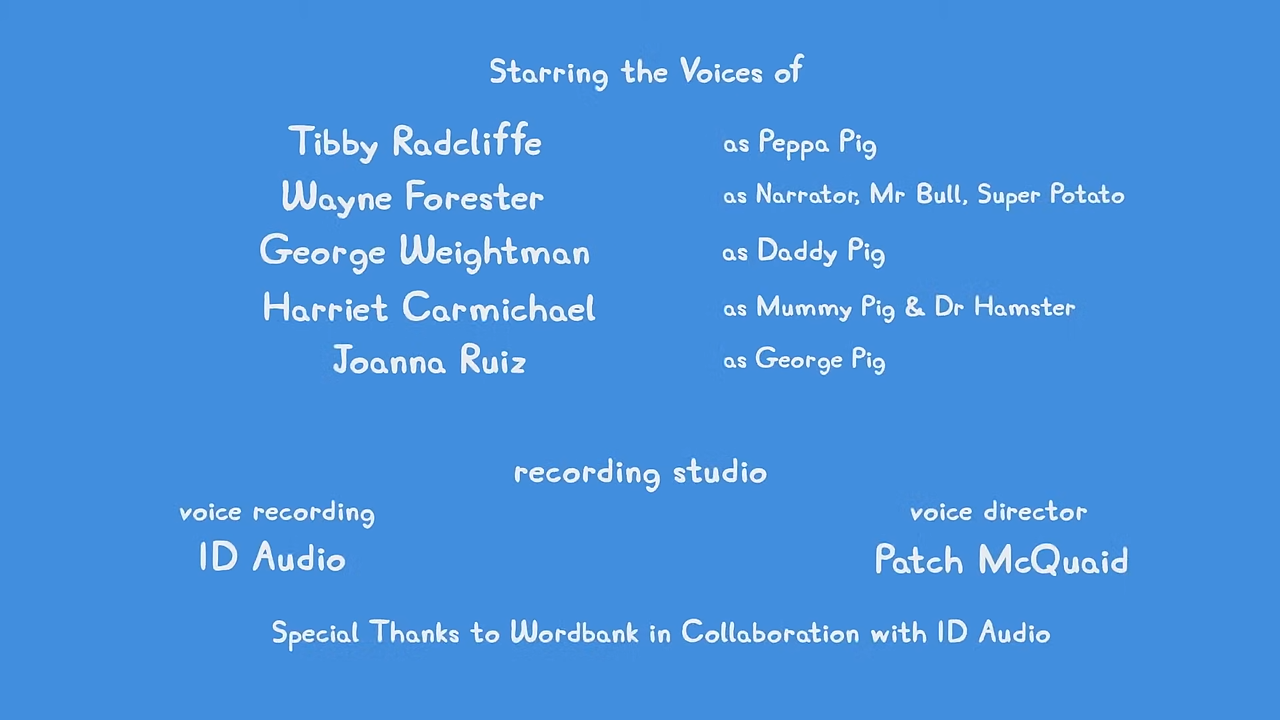 Starring the Voices of
Tibby Radcliffe as Peppa Pig
Wayne Forester as Narrator, Mr Bull, Super Potato
George Weightman as Daddy Pig
Harriet Carmichael as Mummy Pig & Dr Hamster
Joanna Ruiz as George Pig
recording studio
voice recording voice director
ID Audio Patch McQuaid
Special Thanks to Wordbank in Collaboration with ID Audio